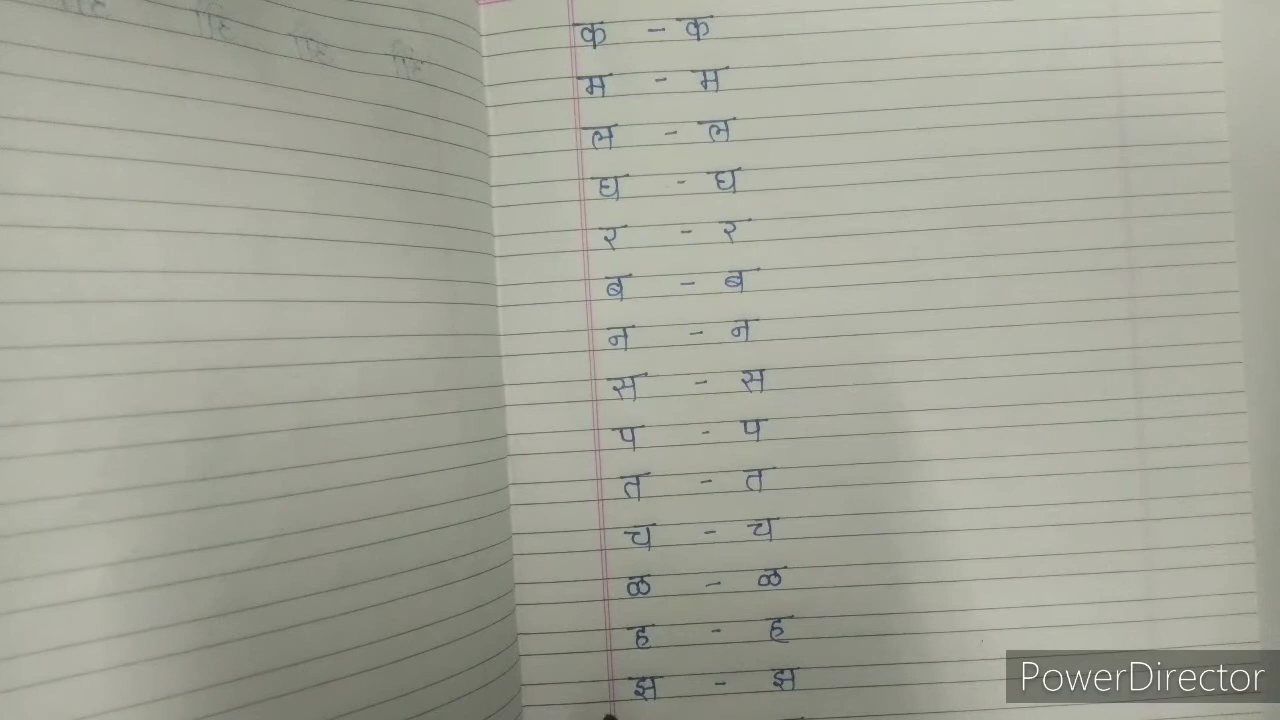 क - क
म - म
ल - ल
घ - घ
र - र
ब - ब
न - न
स - स
प - प
त - त
च - च
ळ - ळ
ह - ह
झ - झ
PowerDirector